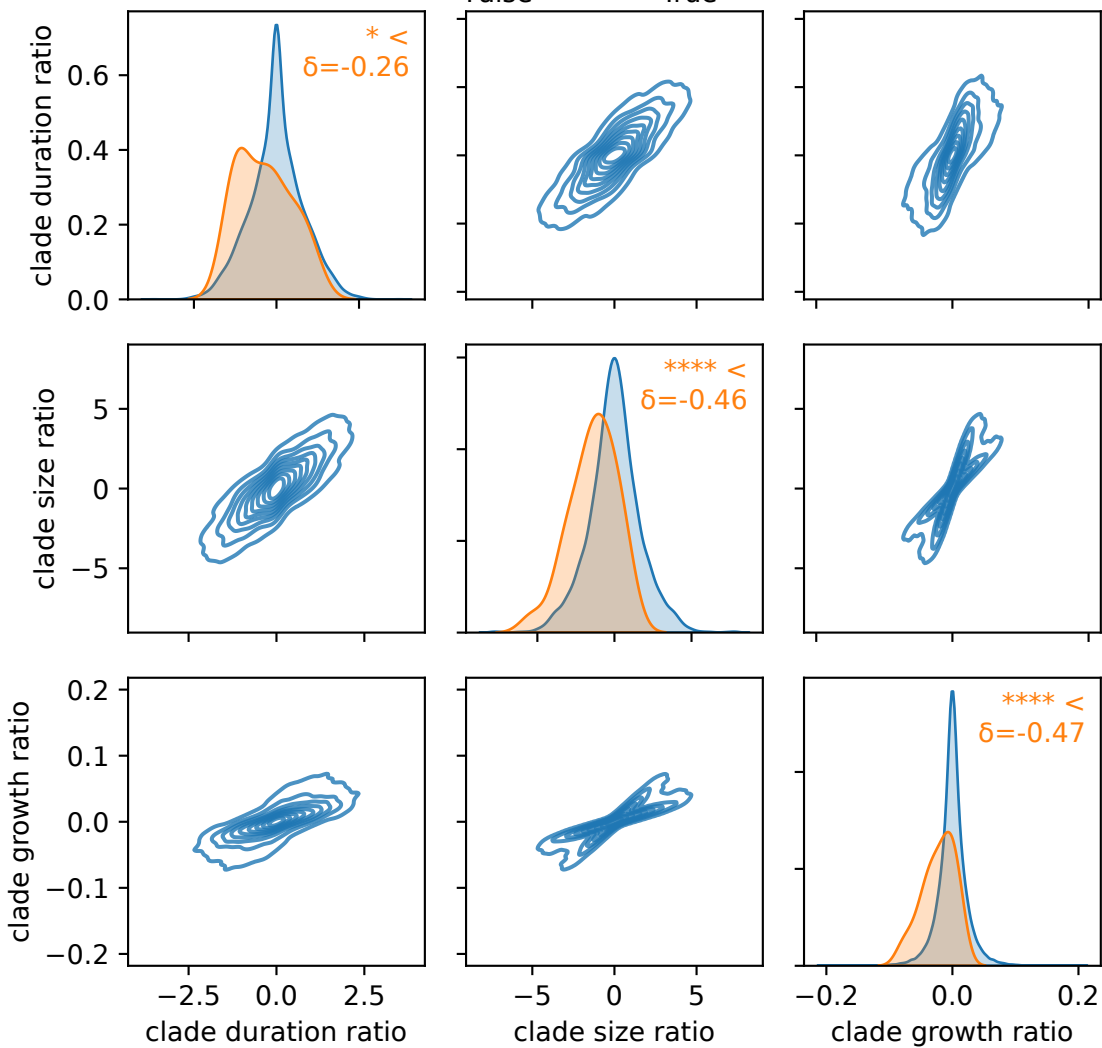 True
* <
δ=-0.26
clade duration ratio
0.6
0.4
0.2
0.0
**** <
δ=-0.46
clade size ratio
5
0
−5
**** <
δ=-0.47
clade growth ratio
0.2
0.1
0.0
−0.1
−0.2
−2.5 0.0 2.5 −5 0 5 −0.2 0.0 0.2
clade duration ratio clade size ratio clade growth ratio